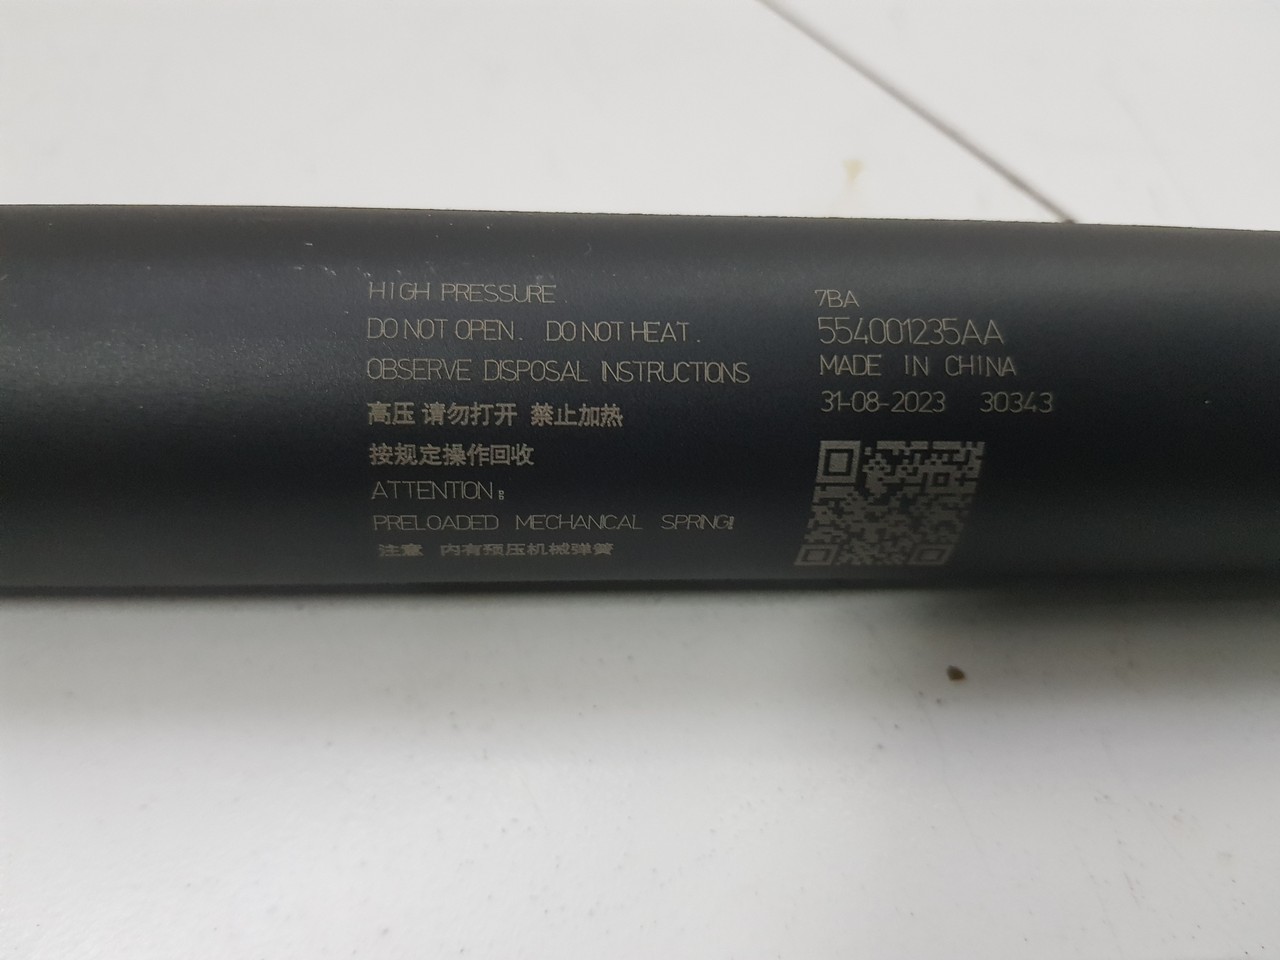 HIGH PRESSURE
DO NOT OPEN. DO NOT HEAT.
OBSERVE DISPOSAL INSTRUCTIONS
高压 请勿打开 禁止加热
按规定操作回收
ATTENTION:
PRELOADED MECHANICAL SPRING!
注意 内有预压机械弹簧
7BA
554001235AA
MADE IN CHINA
31-08-2023 30343